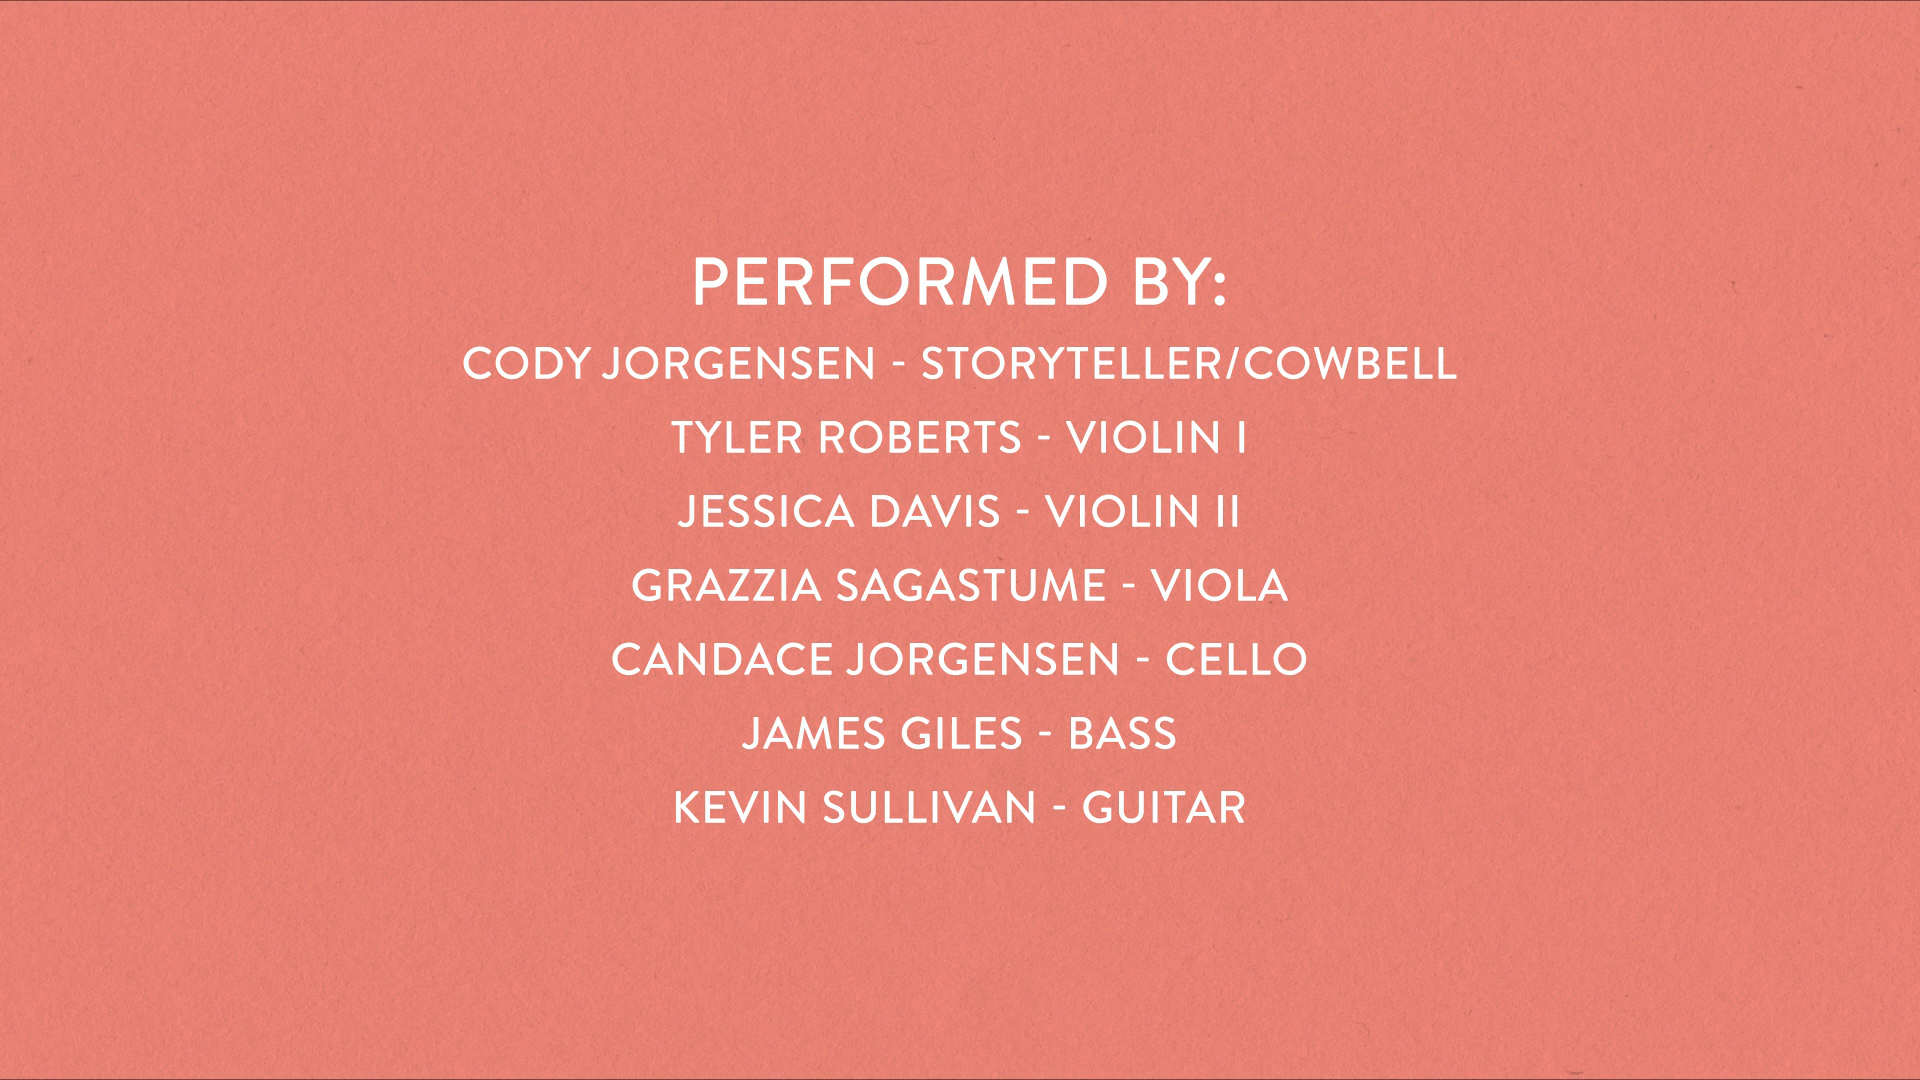 PERFORMED BY:
CODY JORGENSEN - STORYTELLER/COWBELL
TYLER ROBERTS - VIOLIN I
JESSICA DAVIS - VIOLIN II
GRAZZIA SAGASTUME - VIOLA
CANDACE JORGENSEN - CELLO
JAMES GILES - BASS
KEVIN SULLIVAN - GUITAR